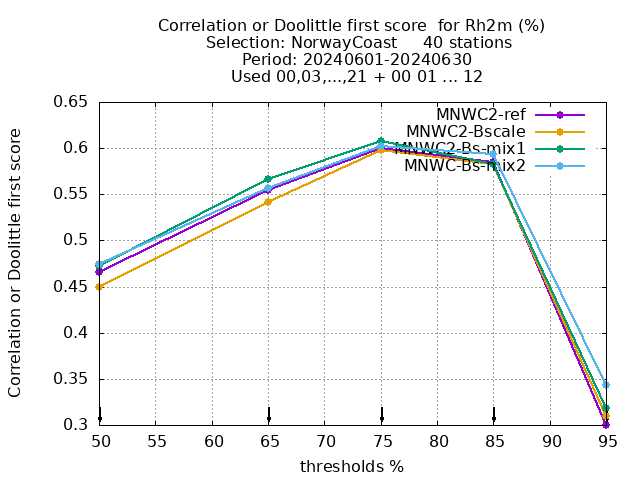 Correlation or Doolittle first score  for Rh2m (%)
Selection: NorwayCoast     40 stations
Period: 20240601-20240630
Used 00,03,...,21 + 00 01 ... 12
MNWC2-ref
MNWC2-Bscale
MNWC2-Bs-mix1
MNWC-Bs-mix2
Correlation or Doolittle first score
0.65
0.6
0.55
0.5
0.45
0.4
0.35
0.3
50 55 60 65 70 75 80 85 90 95
thresholds %